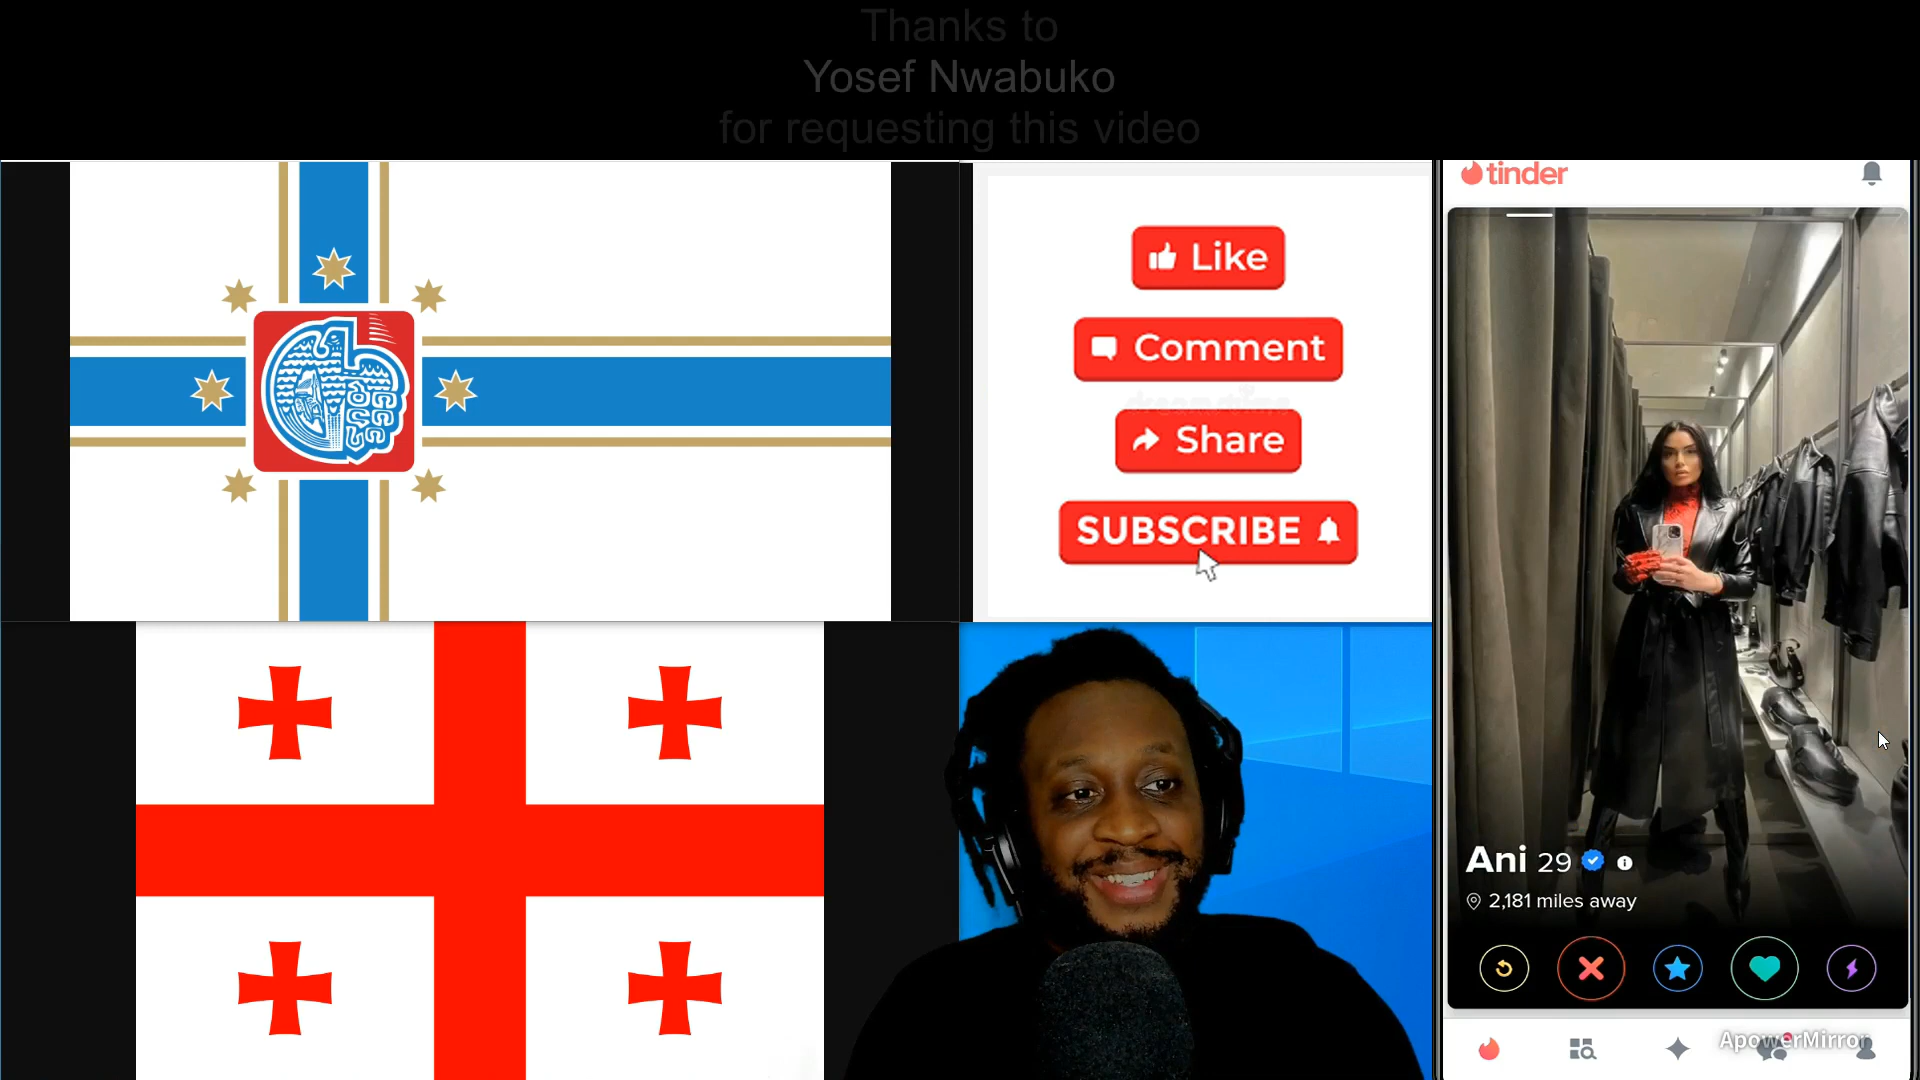 Thanks to
Yosef Nwabuko
for requesting this video
Like
Comment
Share
SUBSCRIBE
tinder
Ani 29
2,181 miles away
ApowerMirror